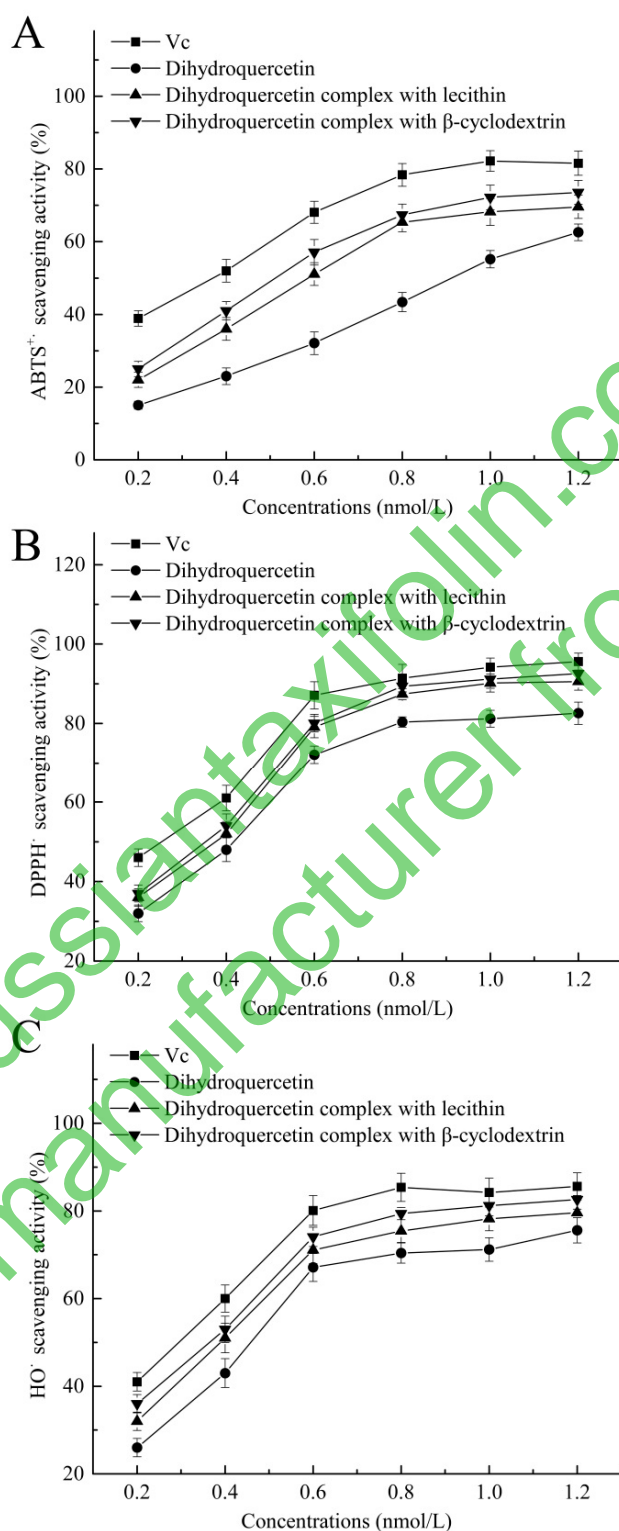 A
Vc
Dihydroquercetin
Dihydroquercetin complex with lecithin
Dihydroquercetin complex with β-cyclodextrin
100
80
60
40
20
0
ABTS⁺· scavenging activity (%)
0.2 0.4 0.6 0.8 1.0 1.2
Concentrations (nmol/L)
B
Vc
Dihydroquercetin
Dihydroquercetin complex with lecithin
Dihydroquercetin complex with β-cyclodextrin
120
100
80
60
40
20
DPPH· scavenging activity (%)
0.2 0.4 0.6 0.8 1.0 1.2
Concentrations (nmol/L)
C
Vc
Dihydroquercetin
Dihydroquercetin complex with lecithin
Dihydroquercetin complex with β-cyclodextrin
100
80
60
40
20
HO· scavenging activity (%)
0.2 0.4 0.6 0.8 1.0 1.2
Concentrations (nmol/L)
ussiantaxifolin.co
manufacturer fro